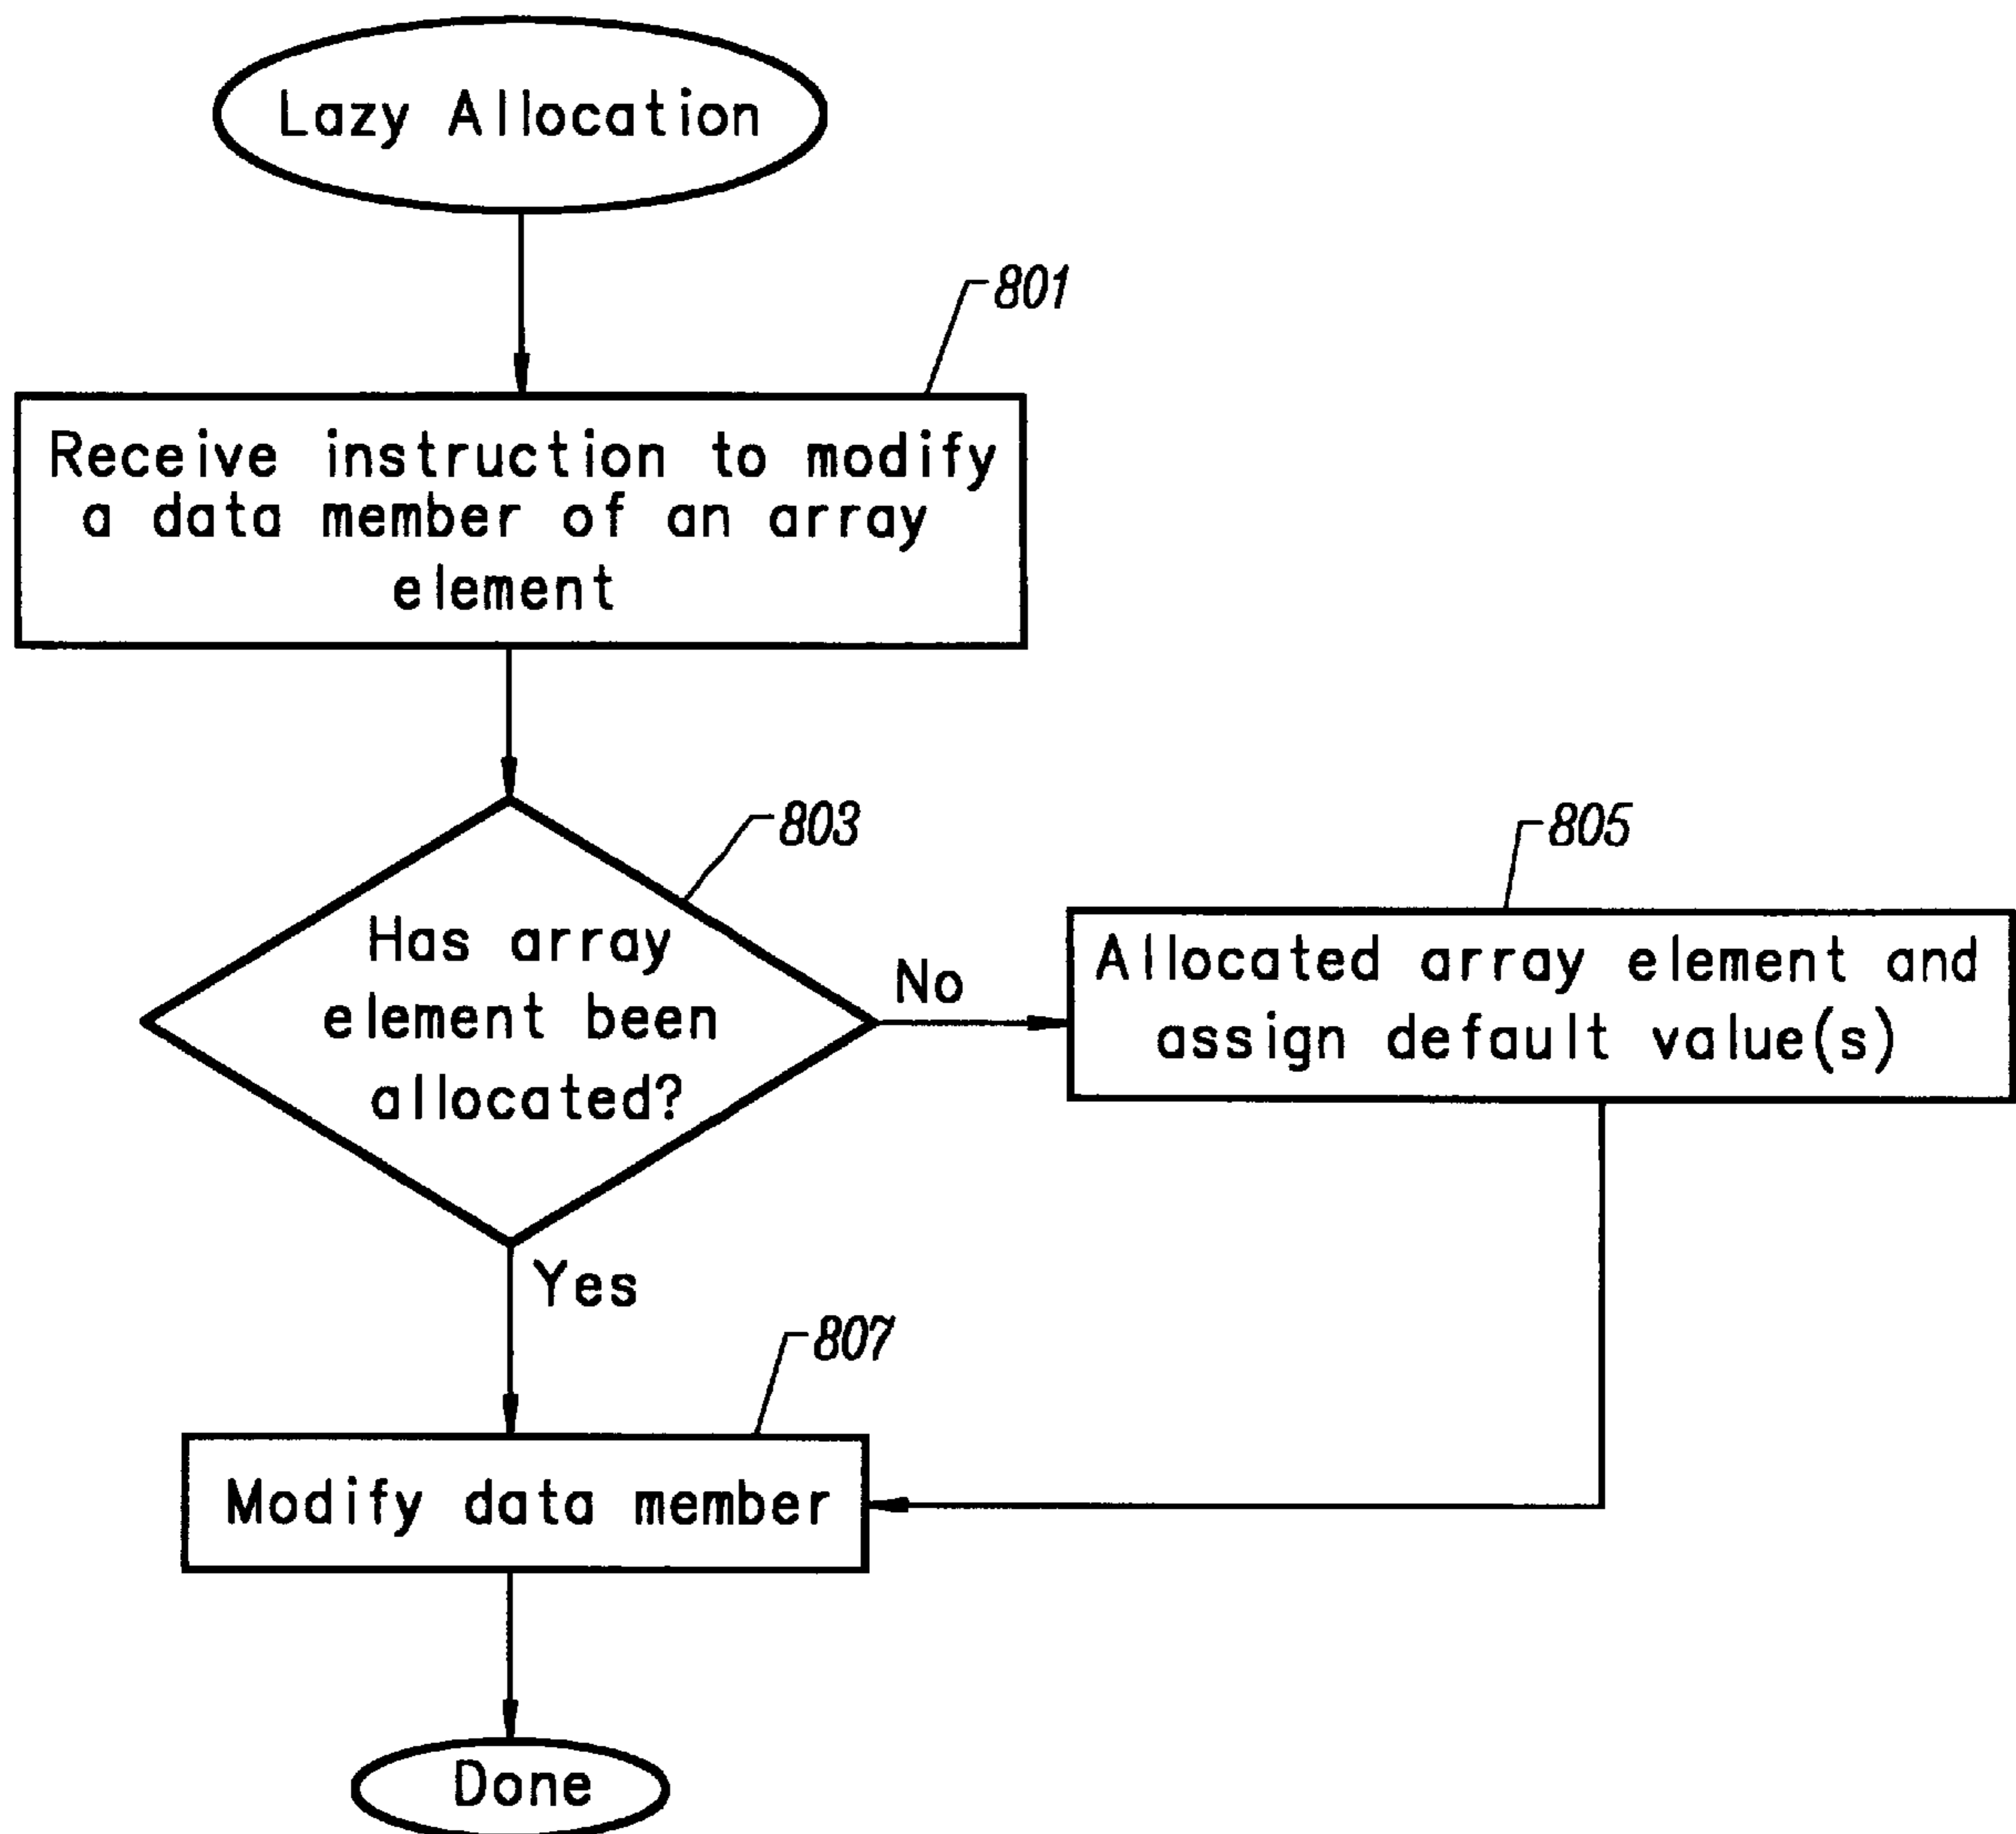 Lazy Allocation
801
Receive instruction to modify
a data member of an array
element
803
Has array
element been
allocated?
No
805
Allocated array element and
assign default value(s)
Yes
807
Modify data member
Done